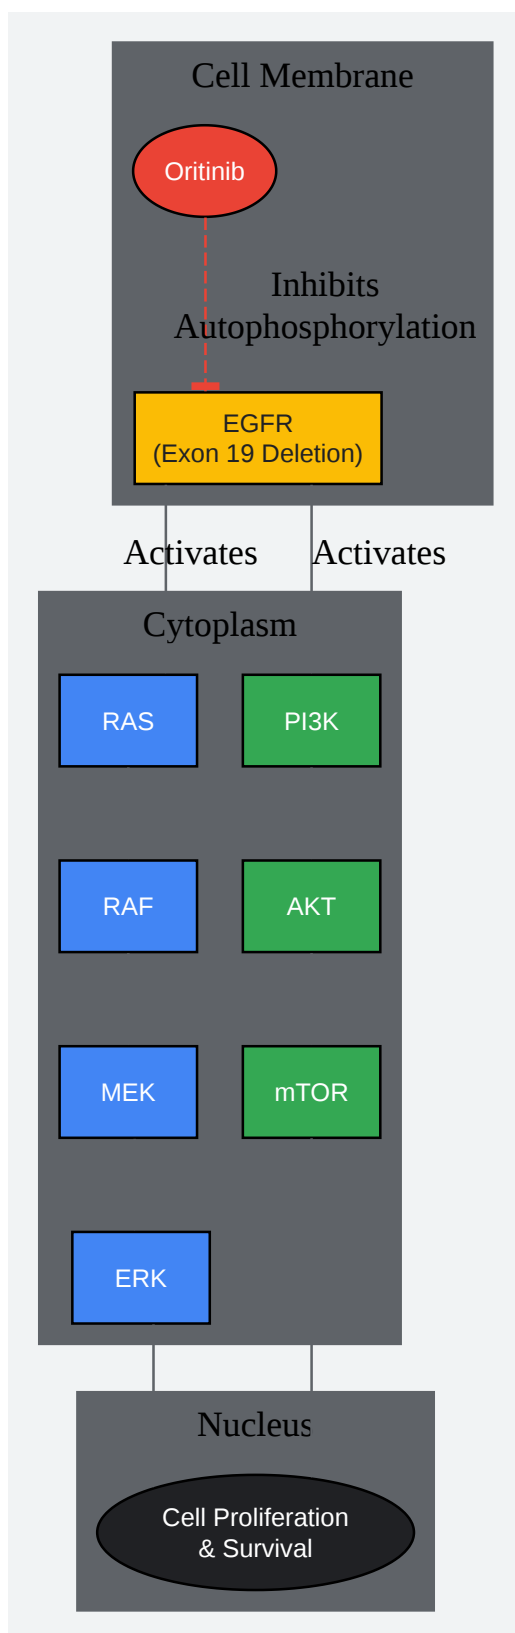 Cell Membrane
Oritinib
Inhibits
Autophosphorylation
EGFR
(Exon 19 Deletion)
Activates
Activates
Cytoplasm
RAS
PI3K
RAF
AKT
MEK
mTOR
ERK
Nucleus
Cell Proliferation
& Survival